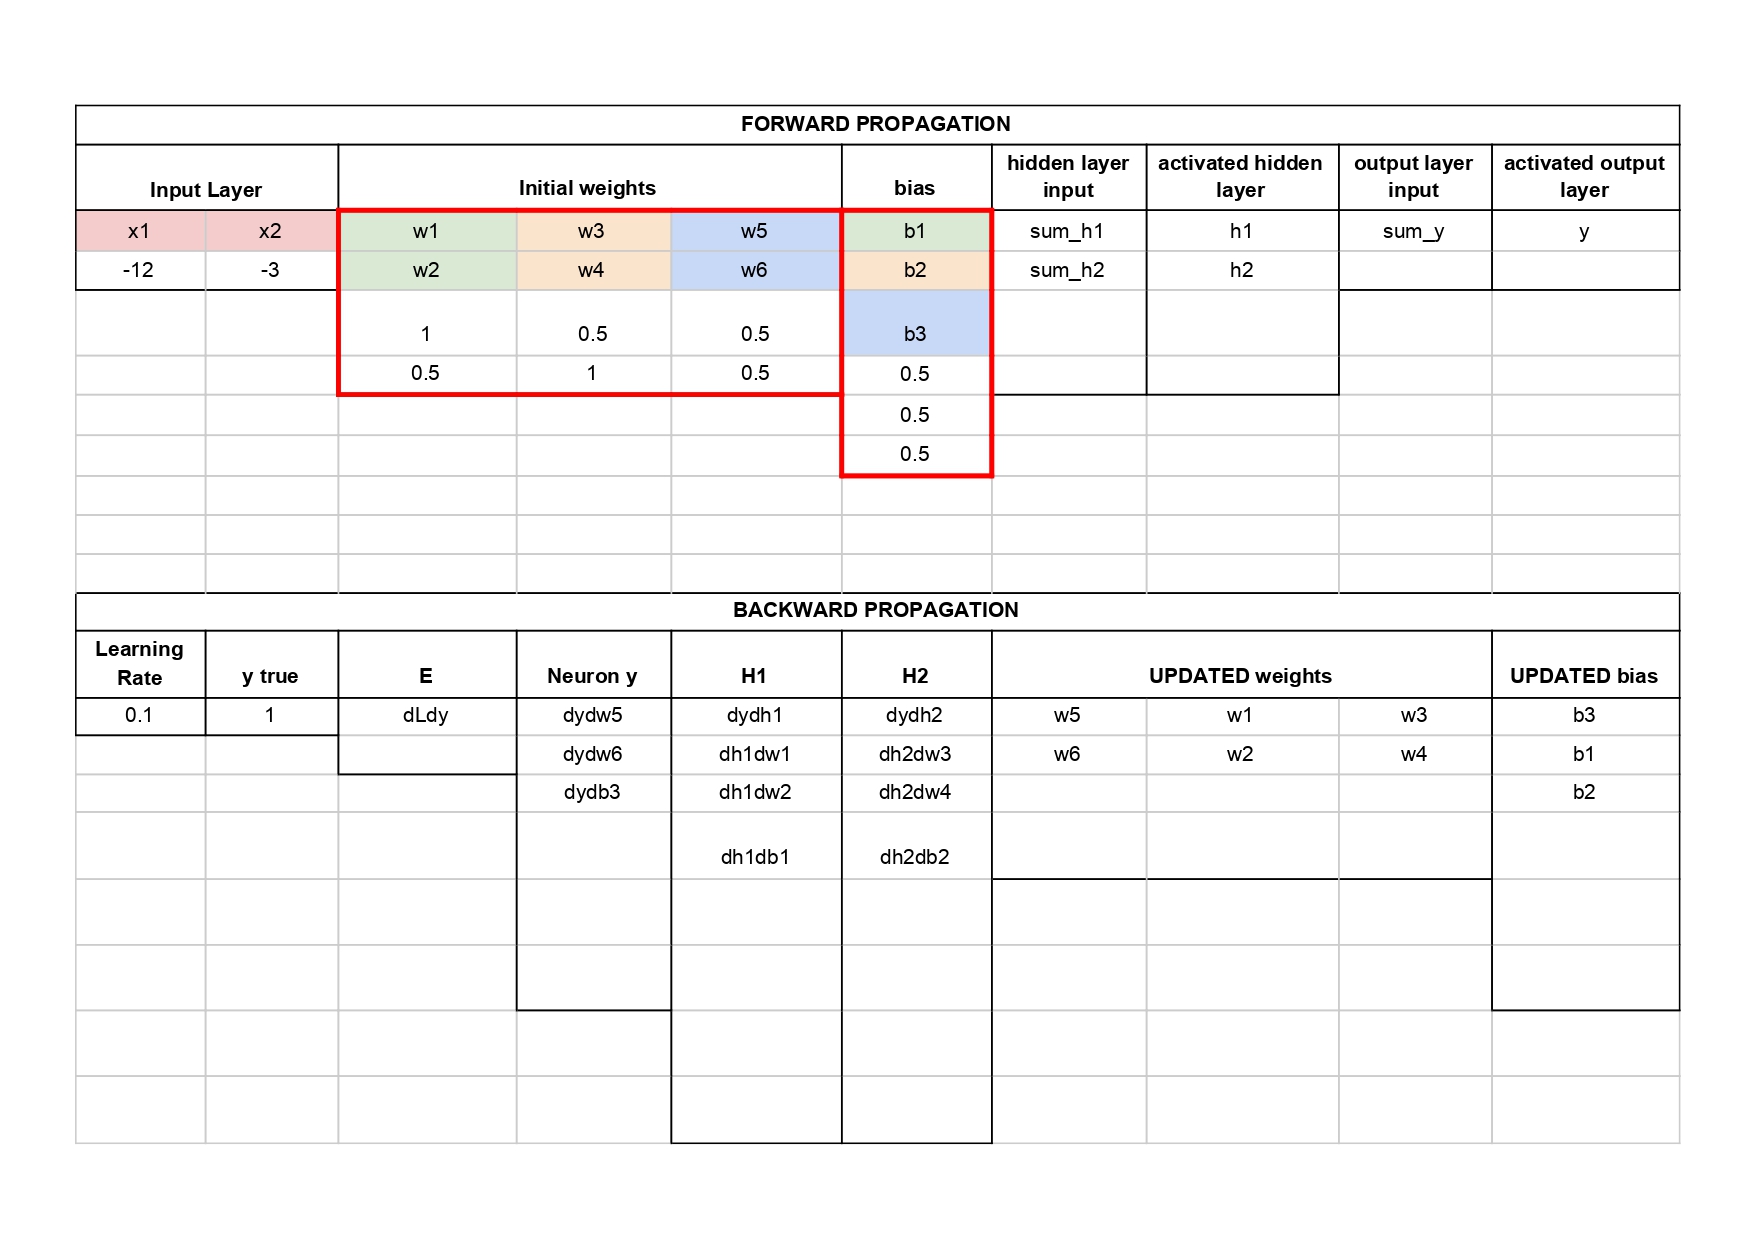 FORWARD PROPAGATION
Input Layer Initial weights bias hidden layer input activated hidden layer output layer input activated output layer
x1 x2 w1 w3 w5 b1 sum_h1 h1 sum_y y
-12 -3 w2 w4 w6 b2 sum_h2 h2
1 0.5 0.5 b3
0.5 1 0.5 0.5
0.5
0.5
BACKWARD PROPAGATION
Learning Rate y true E Neuron y H1 H2 UPDATED weights UPDATED bias
0.1 1 dLdy dydw5 dydh1 dydh2 w5 w1 w3 b3
dydw6 dh1dw1 dh2dw3 w6 w2 w4 b1
dydb3 dh1dw2 dh2dw4 b2
dh1db1 dh2db2